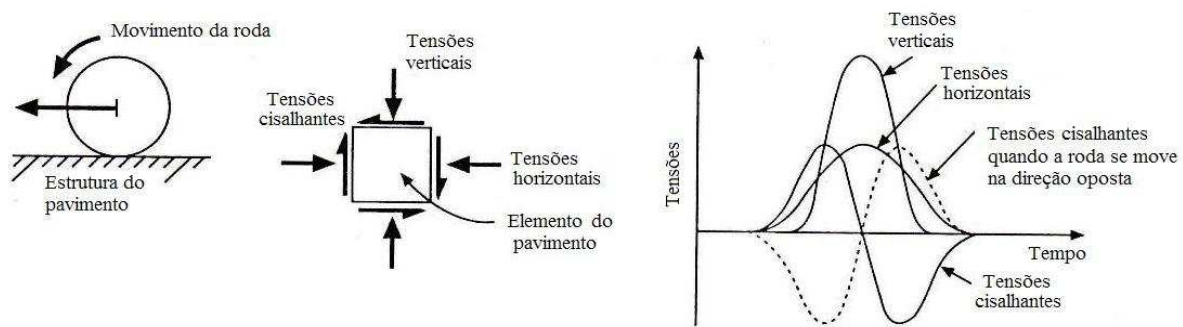 Movimento da roda
Estrutura do
pavimento
Tensões
verticais
Tensões
cisalhantes
Tensões
horizontais
Elemento do
pavimento
Tensões
verticais
Tensões
horizontais
Tensões cisalhantes
quando a roda se move
na direção oposta
Tensões
Tempo
Tensões
cisalhantes